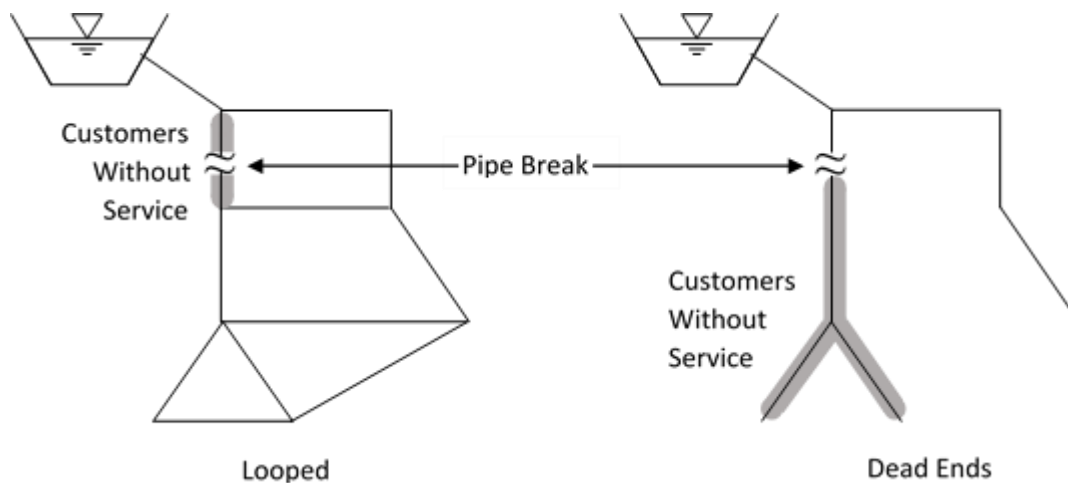 Customers
Without
Service
Pipe Break
Customers
Without
Service
Looped
Dead Ends